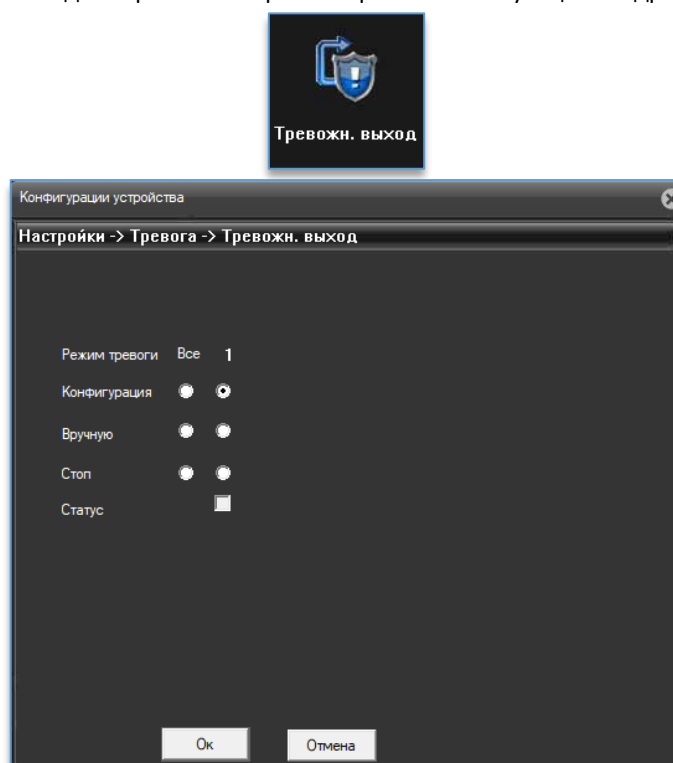 Тревожн. выход
Конфигурации устройства
Настройки -> Тревога -> Тревожн. выход
Режим тревоги Все 1
Конфигурация
Вручную
Стоп
Статус
Ок Отмена